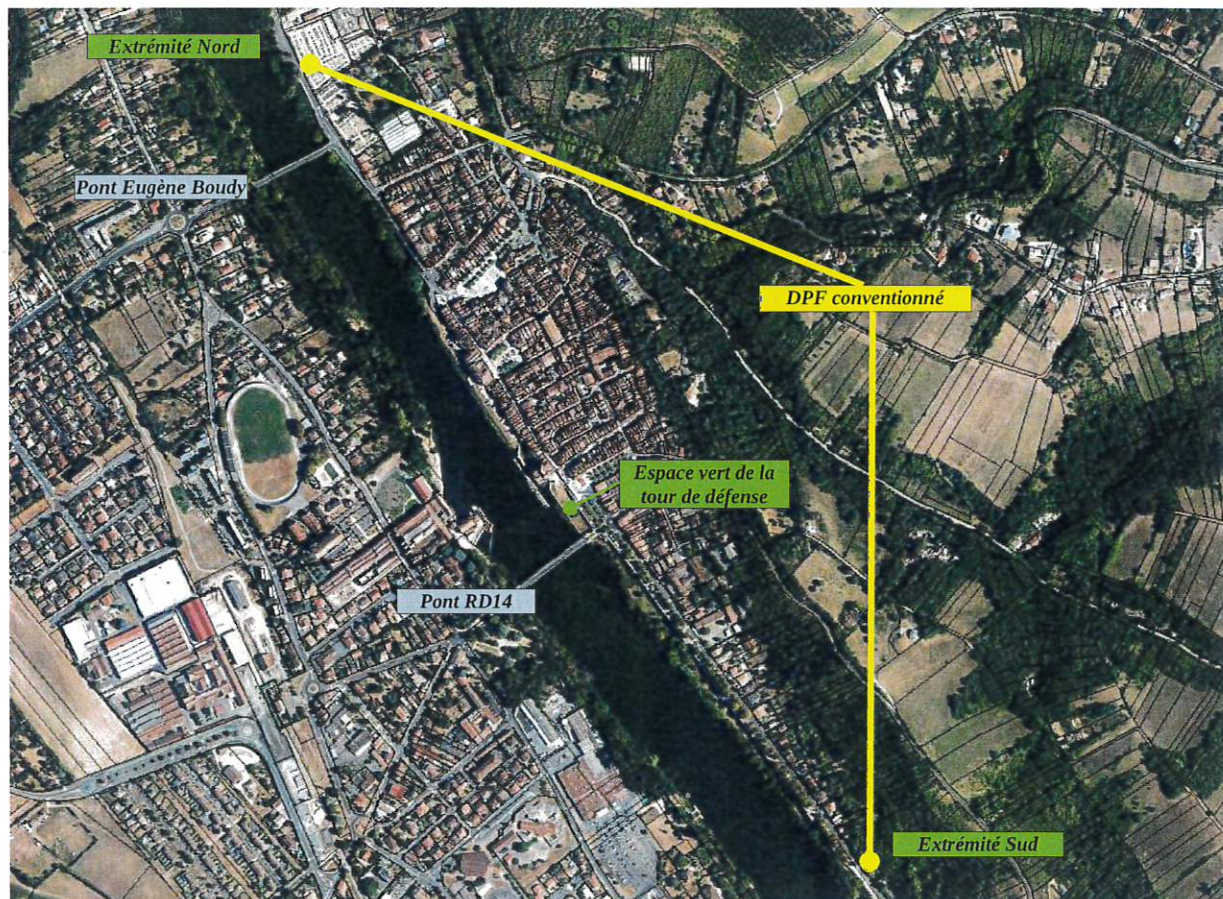 Extrémité Nord
Pont Eugène Boudy
DPF conventionné
Espace vert de la
tour de défense
Pont RD14
Extrémité Sud